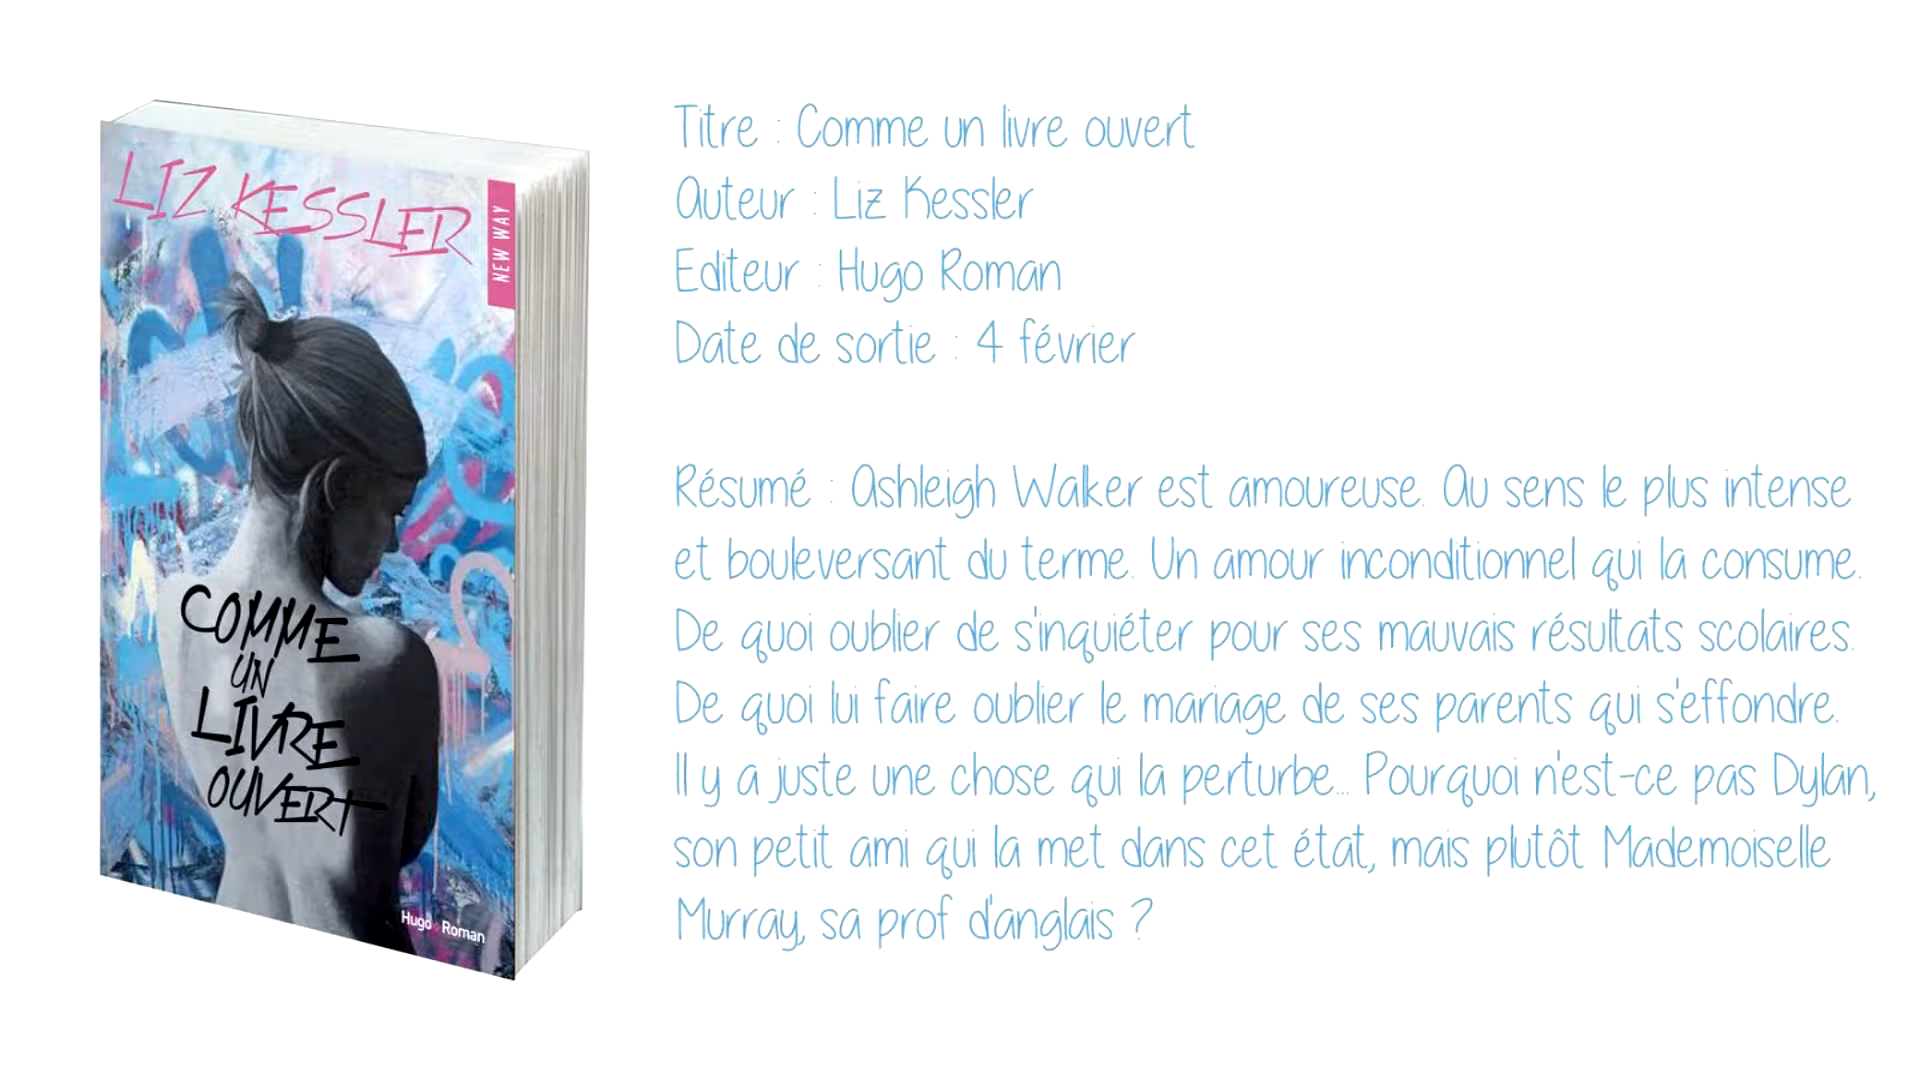 LIZ KESSLER
NEW WAY
COMME
UN
LIVRE
OUVERT
Hugo Roman
Titre : Comme un livre ouvert
Auteur : Liz Kessler
Editeur : Hugo Roman
Date de sortie : 4 février
Résumé : Ashleigh Walker est amoureuse. Au sens le plus intense
et bouleversant du terme. Un amour inconditionnel qui la consume.
De quoi oublier de s'inquiéter pour ses mauvais résultats scolaires.
De quoi lui faire oublier le mariage de ses parents qui s'effondre.
Il y a juste une chose qui la perturbe... Pourquoi n'est-ce pas Dylan,
son petit ami qui la met dans cet état, mais plutôt Mademoiselle
Murray, sa prof d'anglais ?